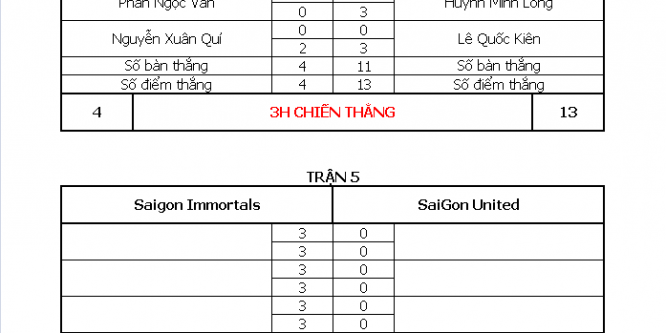 Phan Ngọc Văn Huỳnh Minh Long
0 3
Nguyễn Xuân Quí 0 0 Lê Quốc Kiên
2 3
Số bàn thắng 4 11 Số bàn thắng
Số điểm thắng 4 13 Số điểm thắng
4 3H CHIẾN THẮNG 13
TRẬN 5
Saigon Immortals SaiGon United
3 0
3 0
3 0
3 0
3 0
3 0